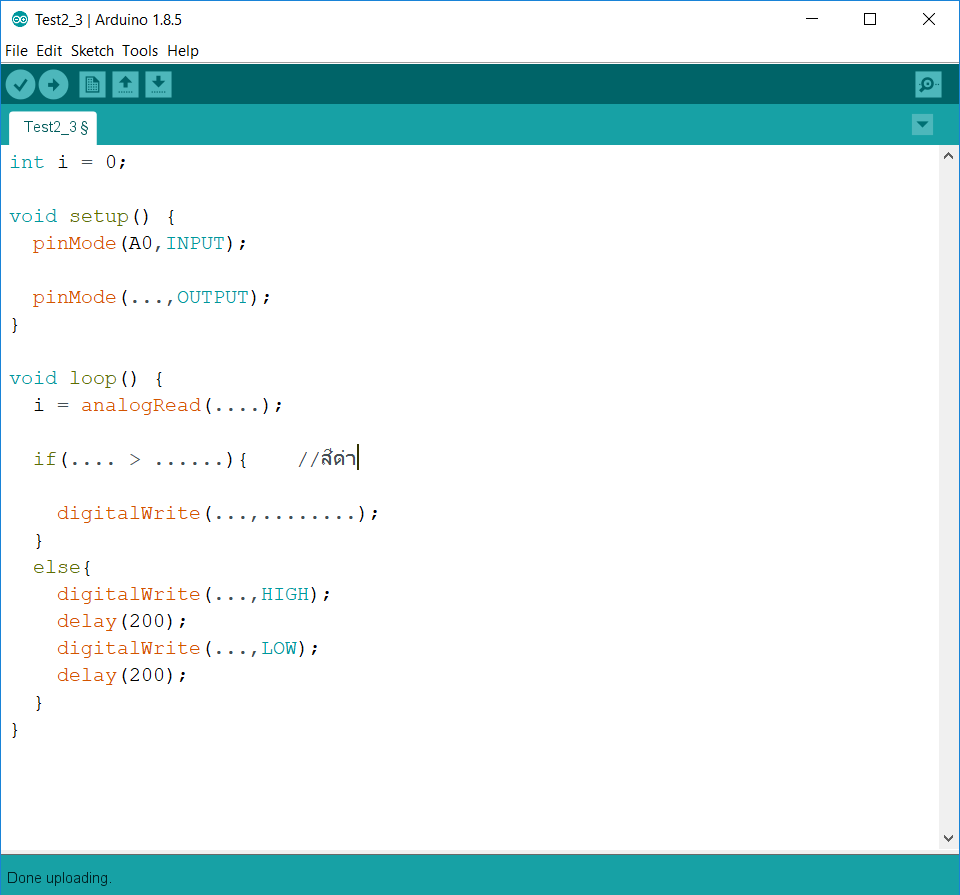 Test2_3 | Arduino 1.8.5
File Edit Sketch Tools Help
Test2_3 §
int i = 0;
void setup() {
pinMode(A0,INPUT);
pinMode(...,OUTPUT);
}
void loop() {
i = analogRead(....);
if(.... > ......){ //สีด่ำ
digitalWrite(...,........);
}
else{
digitalWrite(...,HIGH);
delay(200);
digitalWrite(...,LOW);
delay(200);
}
}
Done uploading.